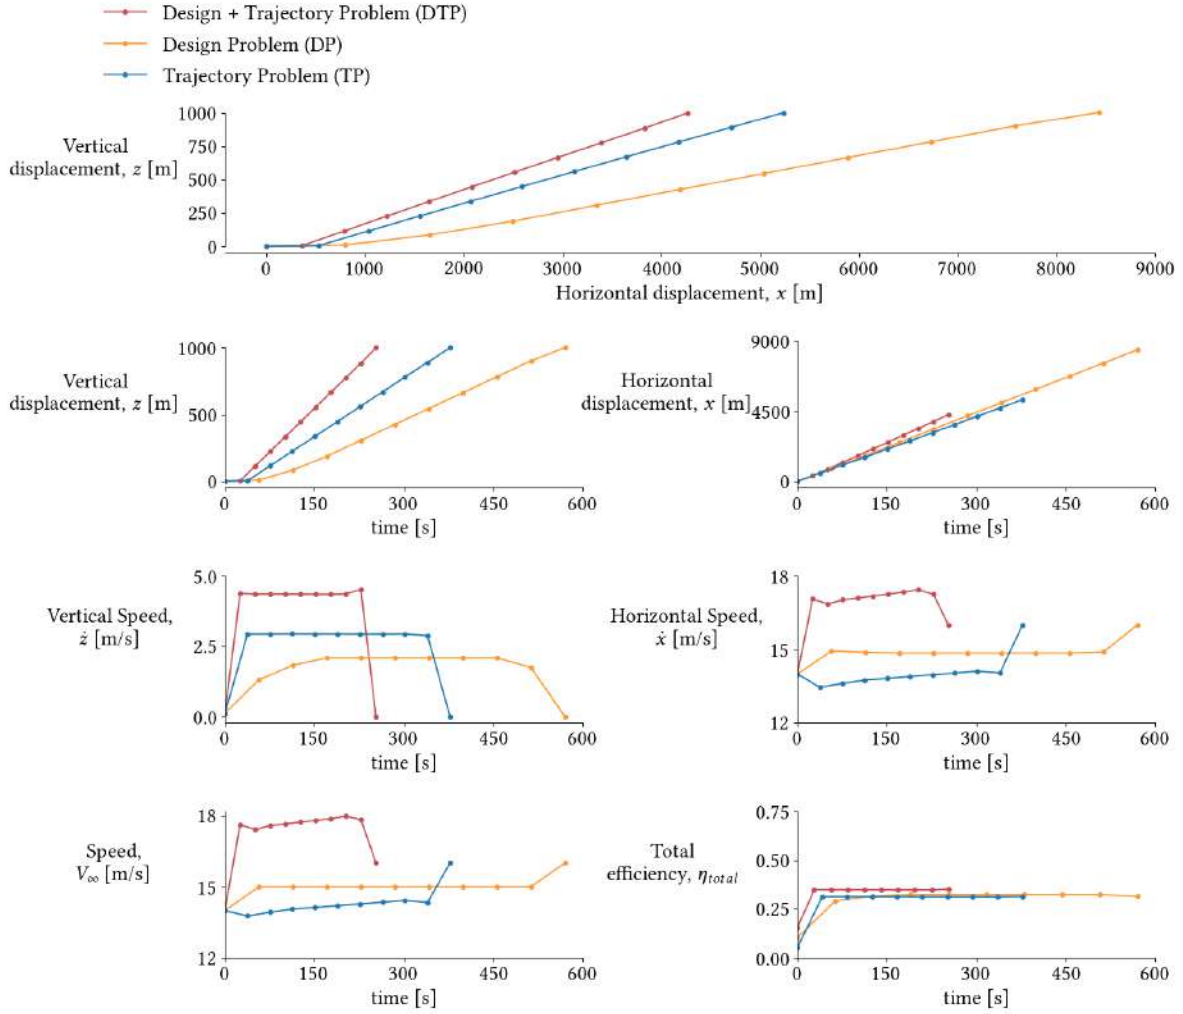 Design + Trajectory Problem (DTP)
Design Problem (DP)
Trajectory Problem (TP)
1000
750
500
250
0
Vertical
displacement, z [m]
0 1000 2000 3000 4000 5000 6000 7000 8000 9000
Horizontal displacement, x [m]
1000
500
0
Vertical
displacement, z [m]
0 150 300 450 600
time [s]
9000
4500
0
Horizontal
displacement, x [m]
0 150 300 450 600
time [s]
5.0
2.5
0.0
Vertical Speed,
ż [m/s]
0 150 300 450 600
time [s]
18
15
12
Horizontal Speed,
ẋ [m/s]
0 150 300 450 600
time [s]
18
15
12
Speed,
V∞ [m/s]
0 150 300 450 600
time [s]
0.75
0.50
0.25
0.00
Total
efficiency, ηtotal
0 150 300 450 600
time [s]